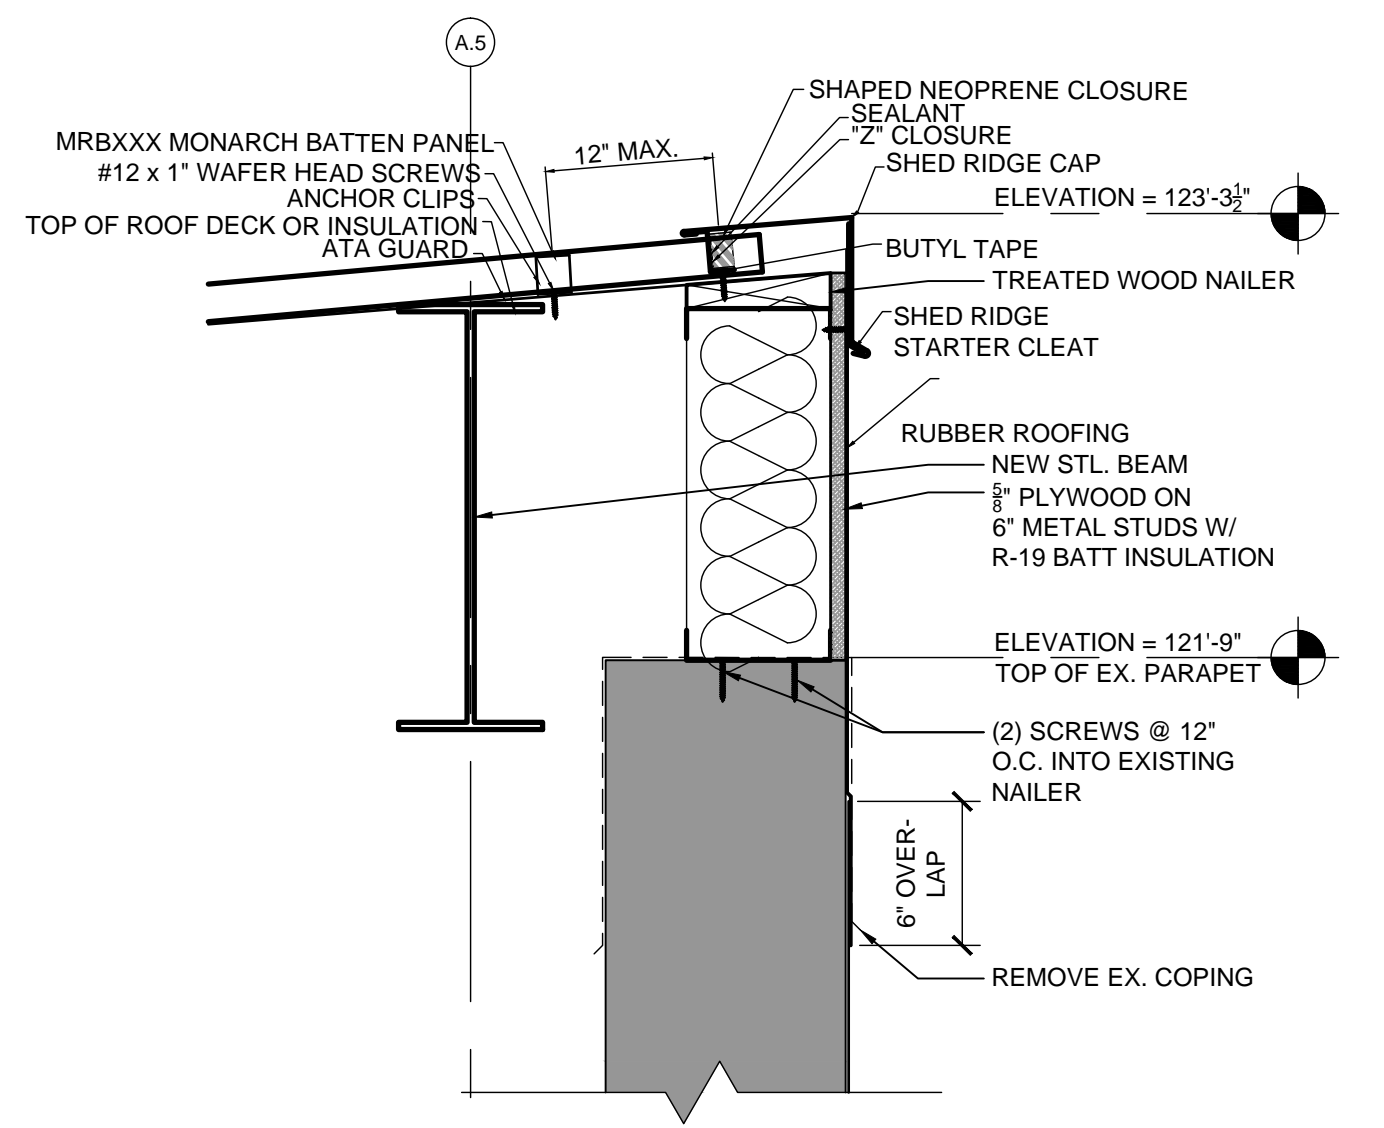 A.5
MRBXXX MONARCH BATTEN PANEL
#12 x 1" WAFER HEAD SCREWS
ANCHOR CLIPS
TOP OF ROOF DECK OR INSULATION
ATA GUARD
12" MAX.
SHAPED NEOPRENE CLOSURE
SEALANT
"Z" CLOSURE
SHED RIDGE CAP
ELEVATION = 123'-3½"
BUTYL TAPE
TREATED WOOD NAILER
SHED RIDGE
STARTER CLEAT
RUBBER ROOFING
NEW STL. BEAM
⅝" PLYWOOD ON
6" METAL STUDS W/
R-19 BATT INSULATION
ELEVATION = 121'-9"
TOP OF EX. PARAPET
(2) SCREWS @ 12"
O.C. INTO EXISTING
NAILER
6" OVER-
LAP
REMOVE EX. COPING